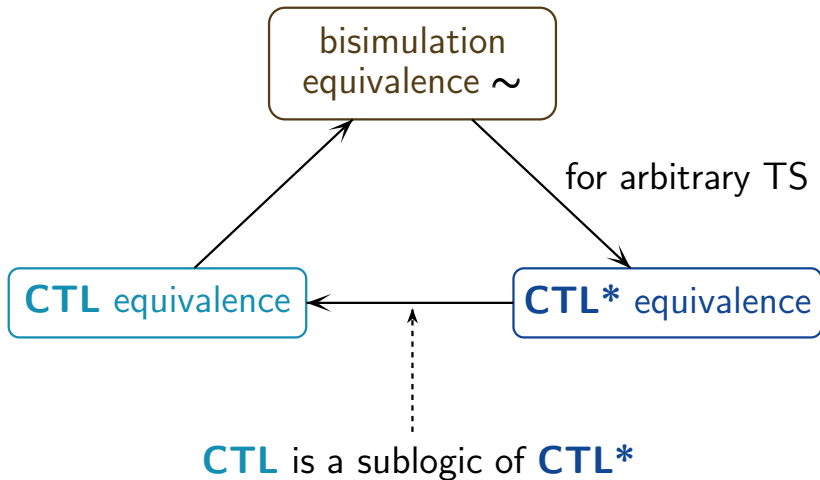 bisimulation
equivalence ∼
for arbitrary TS
CTL equivalence
CTL* equivalence
CTL is a sublogic of CTL*